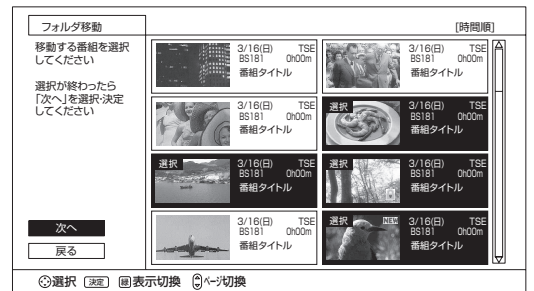 フォルダ移動
[時間順]
移動する番組を選択
してください
選択が終わったら
「次へ」を選択・決定
してください
次へ
戻る
3/16(日) TSE
BS181 0h00m
番組タイトル
3/16(日) TSE
BS181 0h00m
番組タイトル
3/16(日) TSE
BS181 0h00m
番組タイトル
選択
3/16(日) TSE
BS181 0h00m
番組タイトル
選択
3/16(日) TSE
BS181 0h00m
番組タイトル
選択
3/16(日) TSE
BS181 0h00m
番組タイトル
3/16(日) TSE
BS181 0h00m
番組タイトル
選択 NEW
3/16(日) TSE
BS181 0h00m
番組タイトル
選択 決定 緑 表示切換 ページ切換